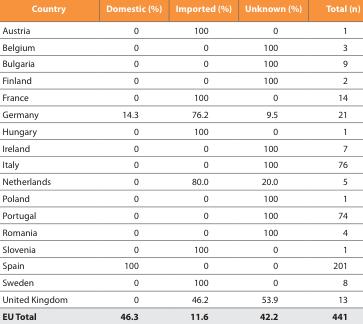 Country Domestic (%) Imported (%) Unknown (%) Total (n)
Austria 0 100 0 1
Belgium 0 0 100 3
Bulgaria 0 0 100 9
Finland 0 0 100 2
France 0 100 0 14
Germany 14.3 76.2 9.5 21
Hungary 0 100 0 1
Ireland 0 0 100 7
Italy 0 0 100 76
Netherlands 0 80.0 20.0 5
Poland 0 0 100 1
Portugal 0 0 100 74
Romania 0 0 100 4
Slovenia 0 100 0 1
Spain 100 0 0 201
Sweden 0 100 0 8
United Kingdom 0 46.2 53.9 13
EU Total 46.3 11.6 42.2 441